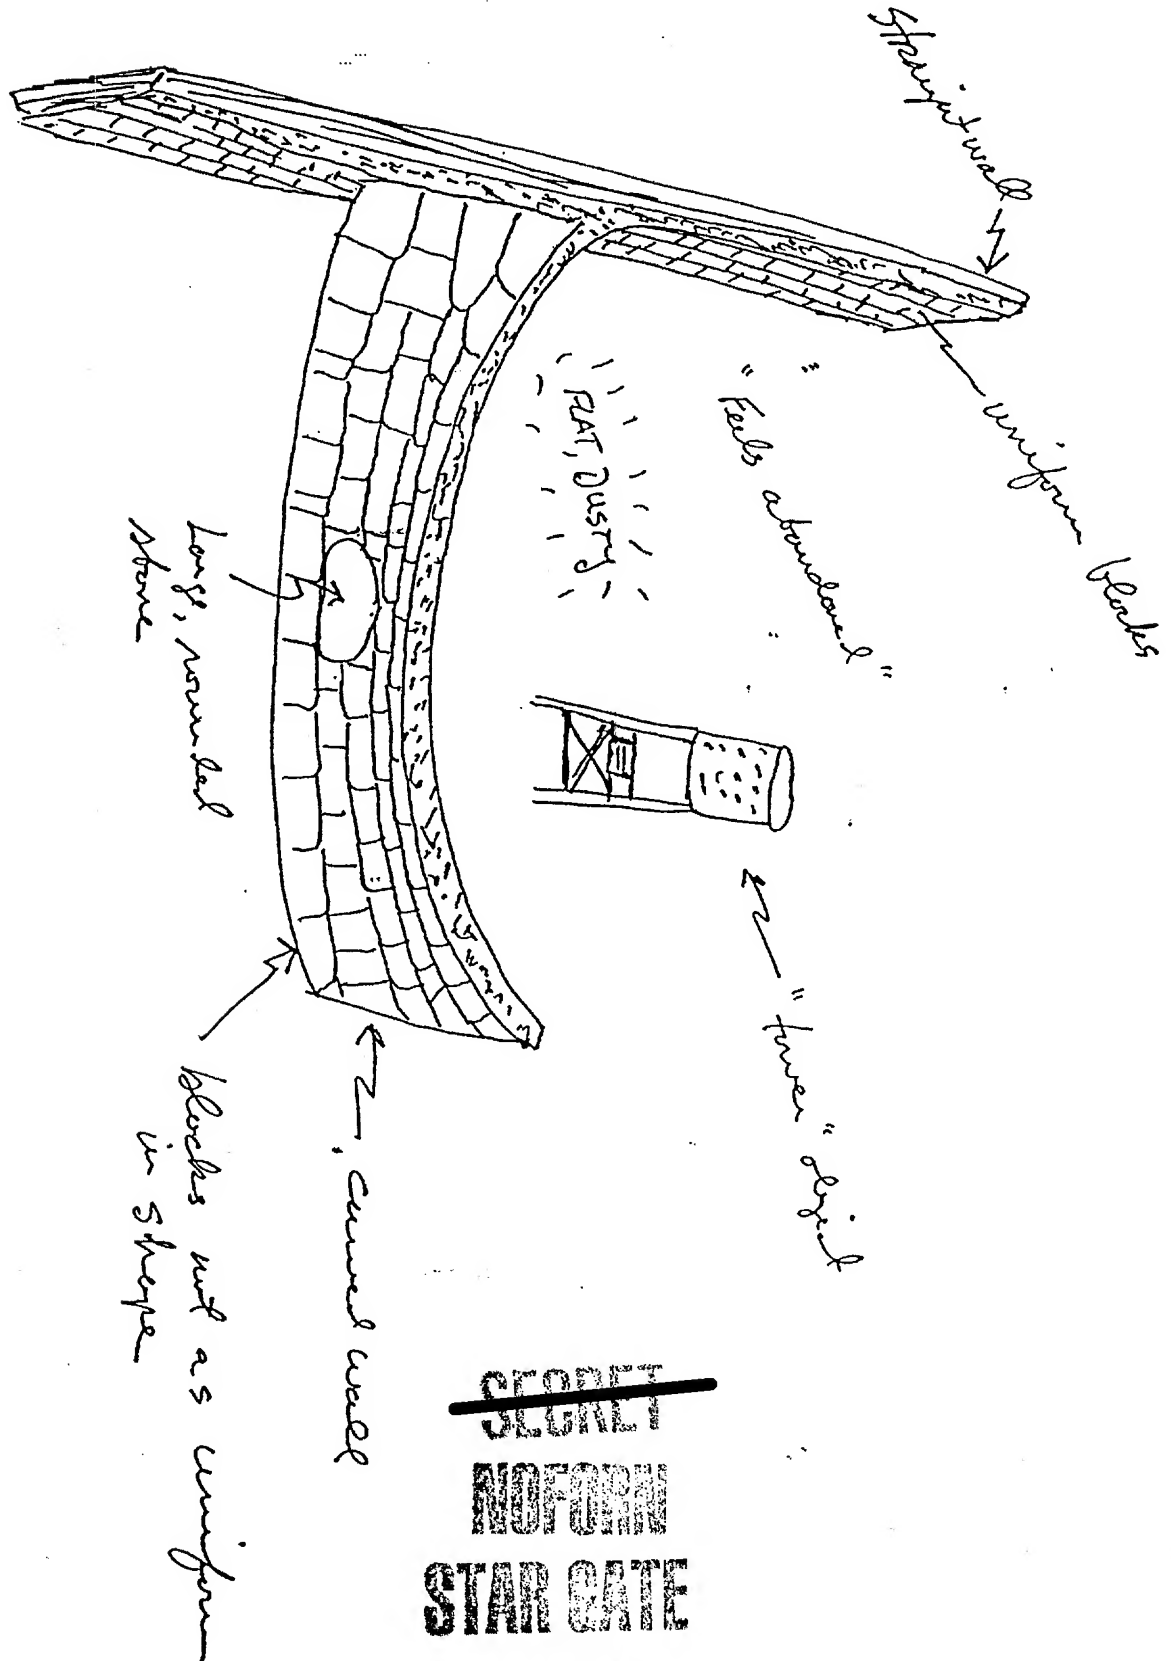 straight wall
uniform blocks
"Feels abandoned"
FLAT, DUSTY
"tower" object
Large, rounded
stone
curved wall
blocks not as uniform
in shape
SECRET
NOFORN
STAR GATE